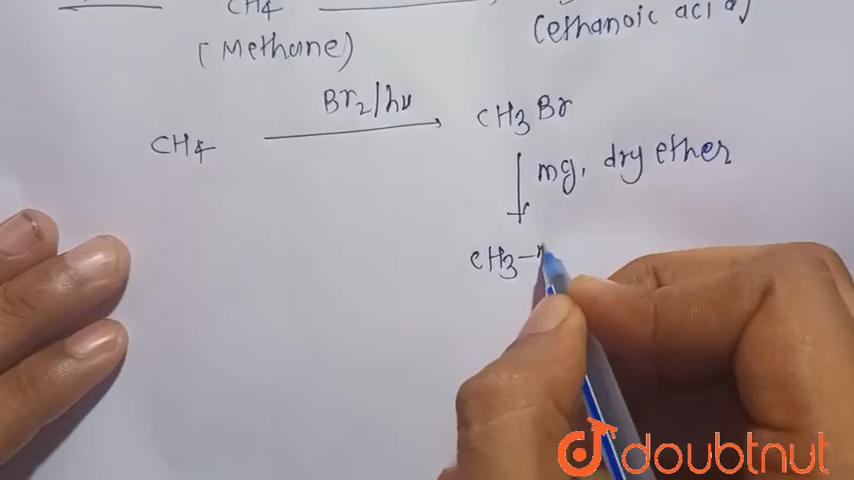 CH4
(Methane)
(ethanoic acid)
Br2/hν
CH4 CH3Br
mg, dry ether
CH3-
doubtnut